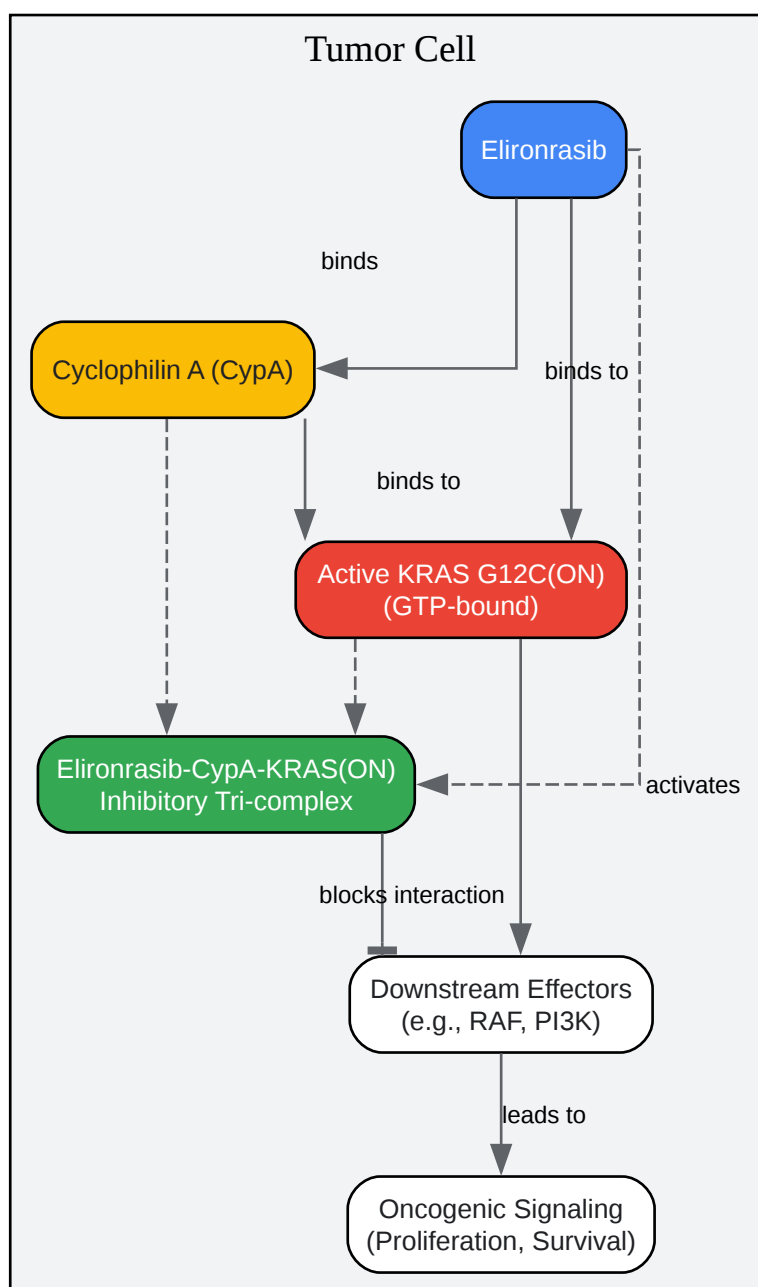 Tumor Cell
Elironrasib
binds
Cyclophilin A (CypA)
binds to
binds to
Active KRAS G12C(ON)
(GTP-bound)
Elironrasib-CypA-KRAS(ON)
Inhibitory Tri-complex
activates
blocks interaction
Downstream Effectors
(e.g., RAF, PI3K)
leads to
Oncogenic Signaling
(Proliferation, Survival)